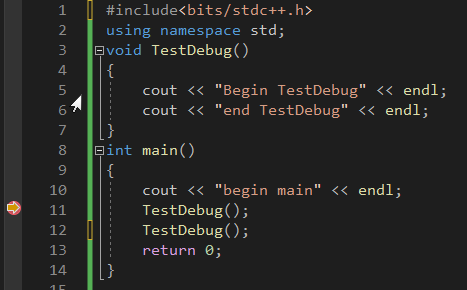 1 #include<bits/stdc++.h>
2 using namespace std;
3 void TestDebug()
4 {
5 cout << "Begin TestDebug" << endl;
6 cout << "end TestDebug" << endl;
7 }
8 int main()
9 {
10 cout << "begin main" << endl;
11 TestDebug();
12 TestDebug();
13 return 0;
14 }
15